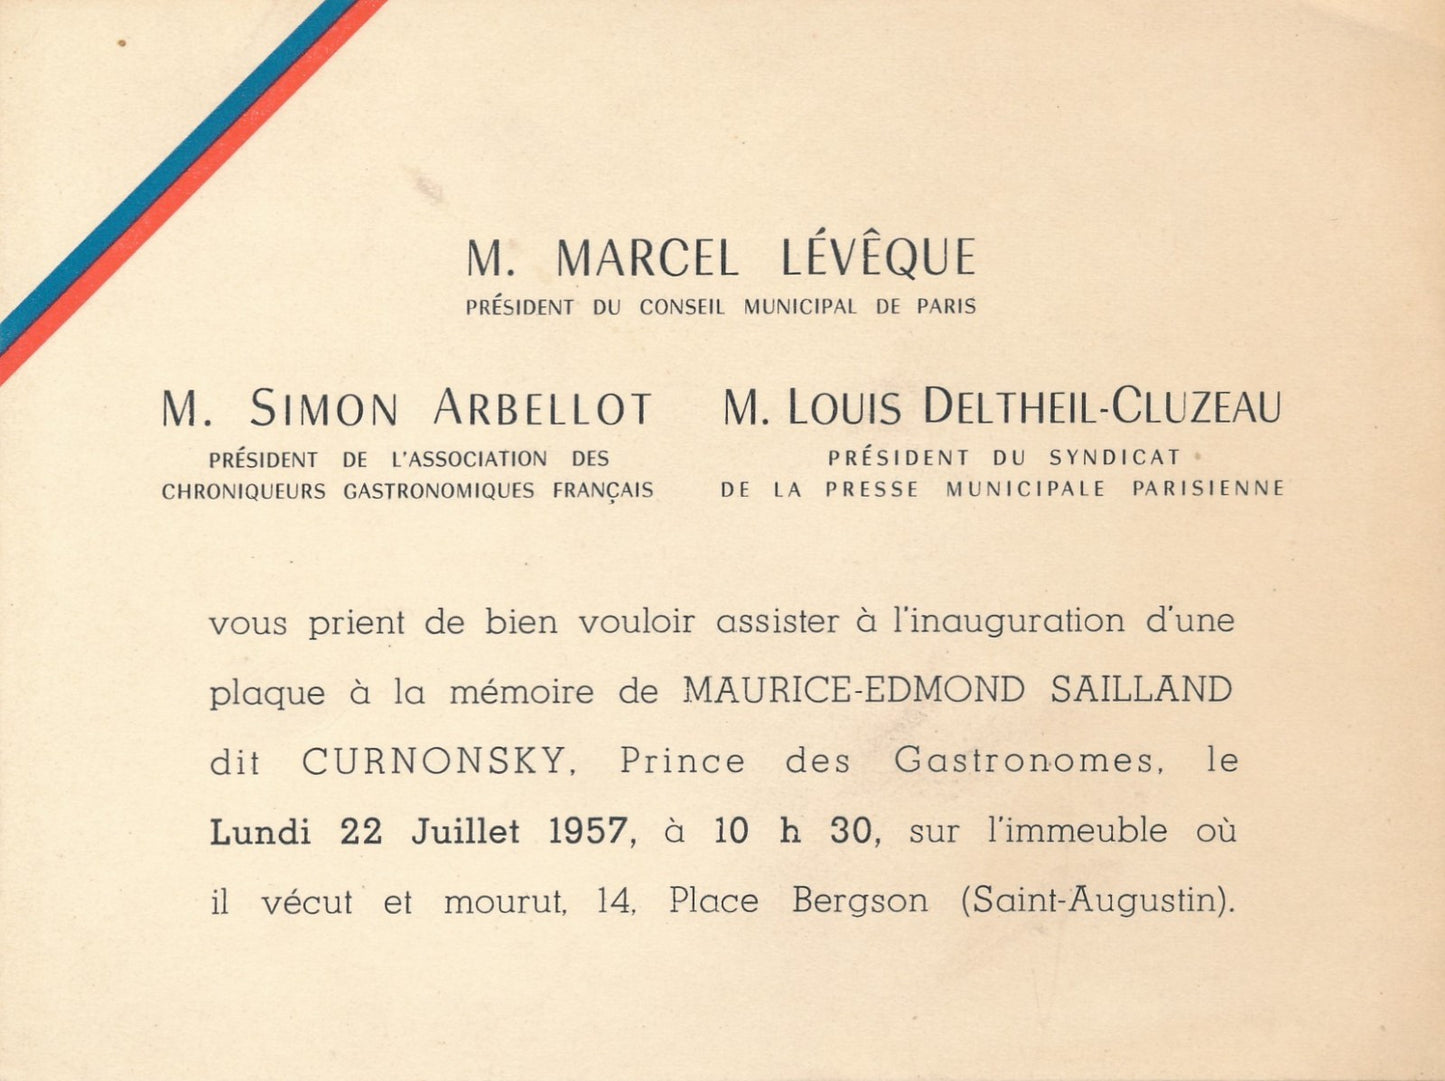 M. MARCEL LÉVÊQUE
PRÉSIDENT DU CONSEIL MUNICIPAL DE PARIS
M. SIMON ARBELLOT
PRÉSIDENT DE L'ASSOCIATION DES
CHRONIQUEURS GASTRONOMIQUES FRANÇAIS
M. LOUIS DELTHEIL-CLUZEAU
PRÉSIDENT DU SYNDICAT
DE LA PRESSE MUNICIPALE PARISIENNE
vous prient de bien vouloir assister à l'inauguration d'une
plaque à la mémoire de MAURICE-EDMOND SAILLAND
dit CURNONSKY, Prince des Gastronomes, le
Lundi 22 Juillet 1957, à 10 h 30, sur l'immeuble où
il vécut et mourut, 14, Place Bergson (Saint-Augustin).